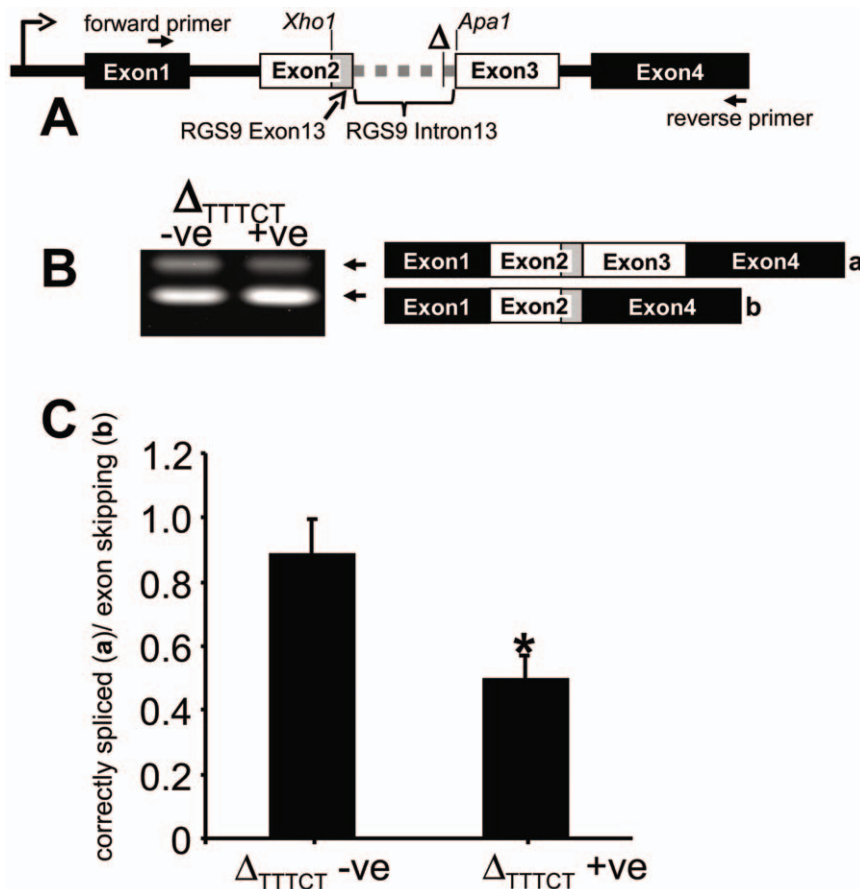 Xho1 Δ Apa1
forward primer
Exon1 Exon2 Exon3 Exon4
A RGS9 Exon13 RGS9 Intron13 reverse primer
ΔTTTCT
-ve +ve
B
Exon1 Exon2 Exon3 Exon4 a
Exon1 Exon2 Exon4 b
C
correctly spliced (a)/ exon skipping (b)
1.2
1.0
0.8
0.6
0.4
0.2
0
*
ΔTTTCT -ve ΔTTTCT +ve